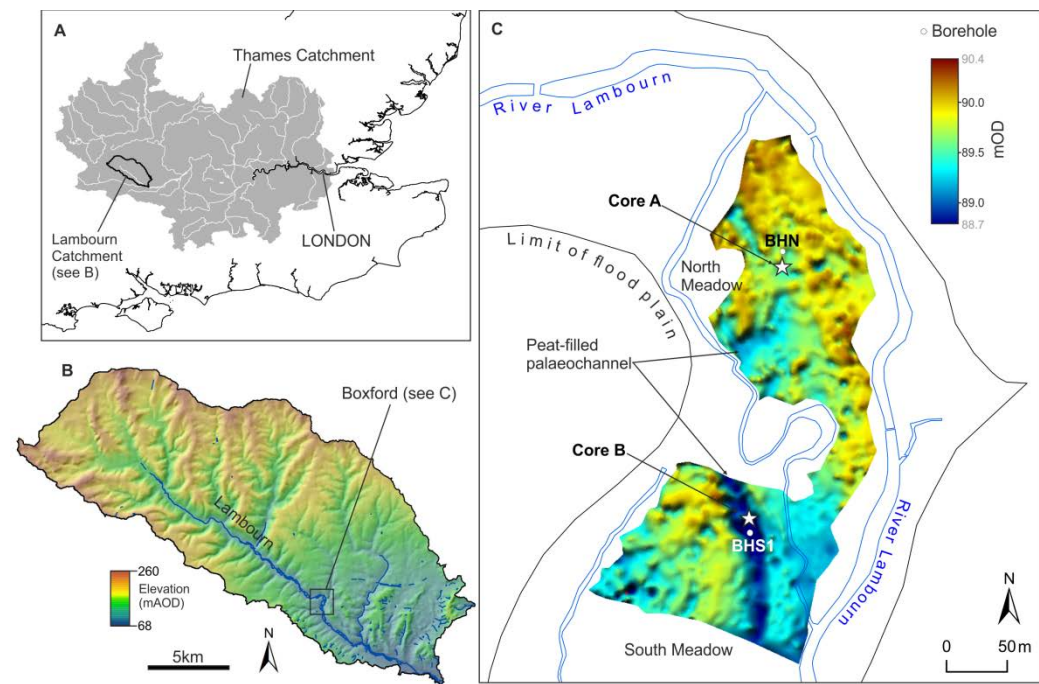 A
Thames Catchment
Lambourn
Catchment
(see B)
LONDON
B
Boxford (see C)
Lambourn
260
Elevation
(mAOD)
68
N
5km
C
Borehole
90.4
90.0
89.5
89.0
88.7
mOD
River Lambourn
Core A
BHN
North
Meadow
Limit of flood plain
Peat-filled
palaeochannel
Core B
BHS1
River Lambourn
South Meadow
N
0 50 m